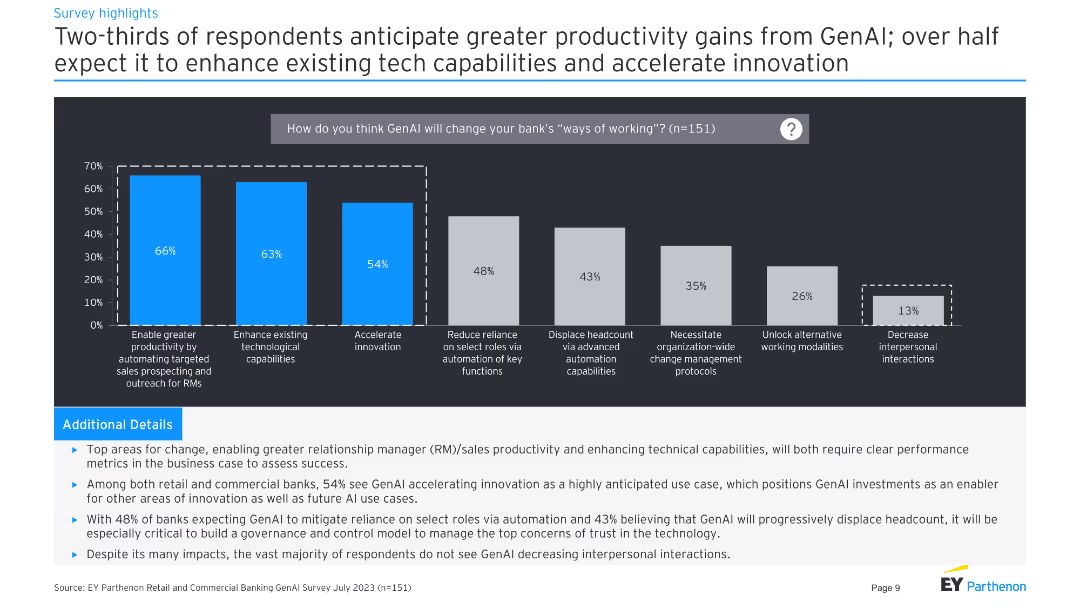 Survey highlights
Two-thirds of respondents anticipate greater productivity gains from GenAI; over half
expect it to enhance existing tech capabilities and accelerate innovation
How do you think GenAI will change your bank's “ways of working”? (n=151)
?
70%
60%
50%
40%
30%
20%
10%
0%
66%
63%
54%
48%
43%
35%
26%
13%
Enable greater
productivity by
automating targeted
sales prospecting and
outreach for RMs
Enhance existing
technological
capabilities
Accelerate
innovation
Reduce reliance
on select roles via
automation of key
functions
Displace headcount
via advanced
automation
capabilities
Necessitate
organization-wide
change management
protocols
Unlock alternative
working modalities
Decrease
interpersonal
interactions
Additional Details
Top areas for change, enabling greater relationship manager (RM)/sales productivity and enhancing technical capabilities, will both require clear performance
metrics in the business case to assess success.
Among both retail and commercial banks, 54% see GenAI accelerating innovation as a highly anticipated use case, which positions GenAI investments as an enabler
for other areas of innovation as well as future AI use cases.
With 48% of banks expecting GenAI to mitigate reliance on select roles via automation and 43% believing that GenAI will progressively displace headcount, it will be
especially critical to build a governance and control model to manage the top concerns of trust in the technology.
Despite its many impacts, the vast majority of respondents do not see GenAI decreasing interpersonal interactions.
Source: EY Parthenon Retail and Commercial Banking GenAI Survey July 2023 (n=151)
Page 9
EY Parthenon